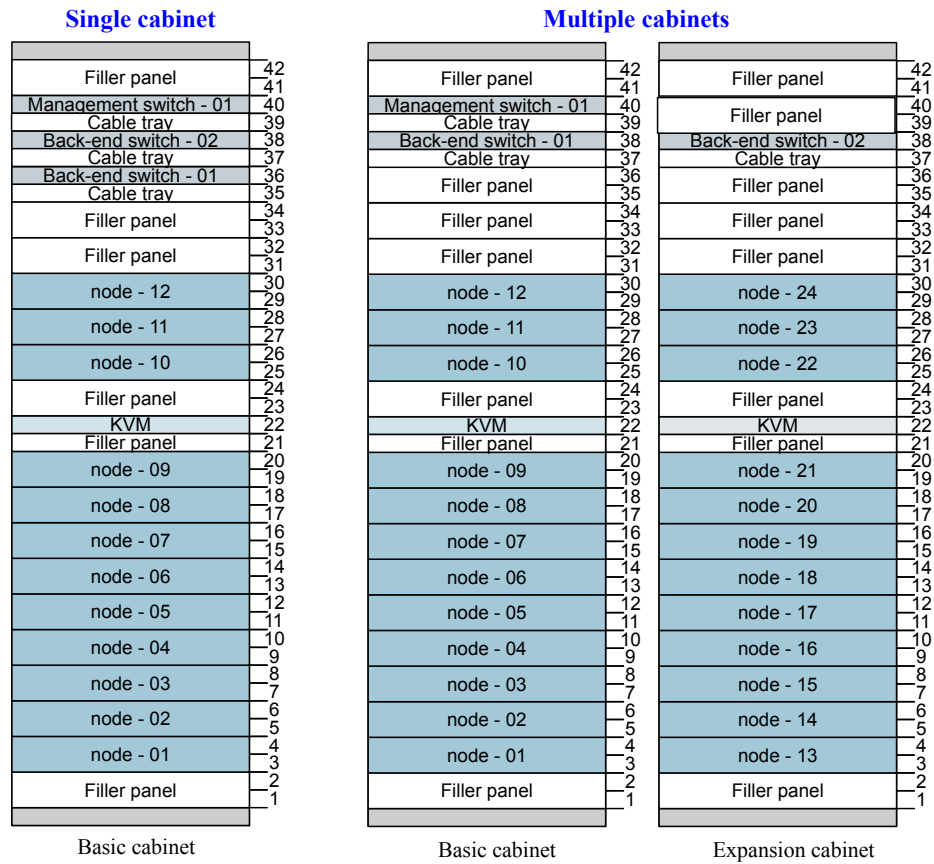 Single cabinet
Filler panel
42
41
Management switch - 01
40
Cable tray
39
Back-end switch - 02
38
Cable tray
37
Back-end switch - 01
36
Cable tray
35
Filler panel
34
33
Filler panel
32
31
node - 12
30
29
node - 11
28
27
node - 10
26
25
Filler panel
24
23
KVM
22
Filler panel
21
node - 09
20
19
node - 08
18
17
node - 07
16
15
node - 06
14
13
node - 05
12
11
node - 04
10
9
node - 03
8
7
node - 02
6
5
node - 01
4
3
Filler panel
2
1
Basic cabinet
Multiple cabinets
Filler panel
42
41
Management switch - 01
40
Cable tray
39
Back-end switch - 01
38
Cable tray
37
Filler panel
36
35
Filler panel
34
33
Filler panel
32
31
node - 12
30
29
node - 11
28
27
node - 10
26
25
Filler panel
24
23
KVM
22
Filler panel
21
node - 09
20
19
node - 08
18
17
node - 07
16
15
node - 06
14
13
node - 05
12
11
node - 04
10
9
node - 03
8
7
node - 02
6
5
node - 01
4
3
Filler panel
2
1
Basic cabinet
Filler panel
42
41
Filler panel
40
39
Back-end switch - 02
38
Cable tray
37
Filler panel
36
35
Filler panel
34
33
Filler panel
32
31
node - 24
30
29
node - 23
28
27
node - 22
26
25
Filler panel
24
23
KVM
22
Filler panel
21
node - 21
20
19
node - 20
18
17
node - 19
16
15
node - 18
14
13
node - 17
12
11
node - 16
10
9
node - 15
8
7
node - 14
6
5
node - 13
4
3
Filler panel
2
1
Expansion cabinet